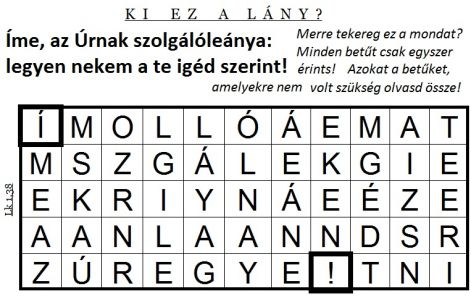 KI EZ A LÁNY?
Íme, az Úrnak szolgálóleánya:
legyen nekem a te igéd szerint!
Merre tekereg ez a mondat?
Minden betűt csak egyszer
érints! Azokat a betűket,
amelyekre nem volt szükség olvasd össze!
Lk 1,38
Í M O L L Ó Á E M A T
M S Z G Á L E K G I E
E K R I Y N Á E É Z E
A A N L A A N N D S R
Z Ú R E G Y E ! T N I